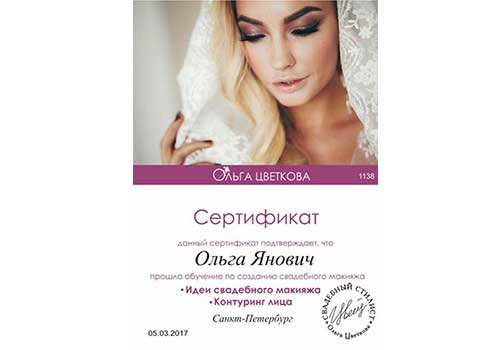 ОЛЬГА ЦВЕТКОВА
1138
Сертификат
данный сертификат подтверждает, что
Ольга Янович
прошла обучение по созданию свадебного макияжа
• Идеи свадебного макияжа
• Контуринг лица
Санкт-Петербург
СВАДЕБНЫЙ СТИЛИСТ
Ольга Цветкова
05.03.2017